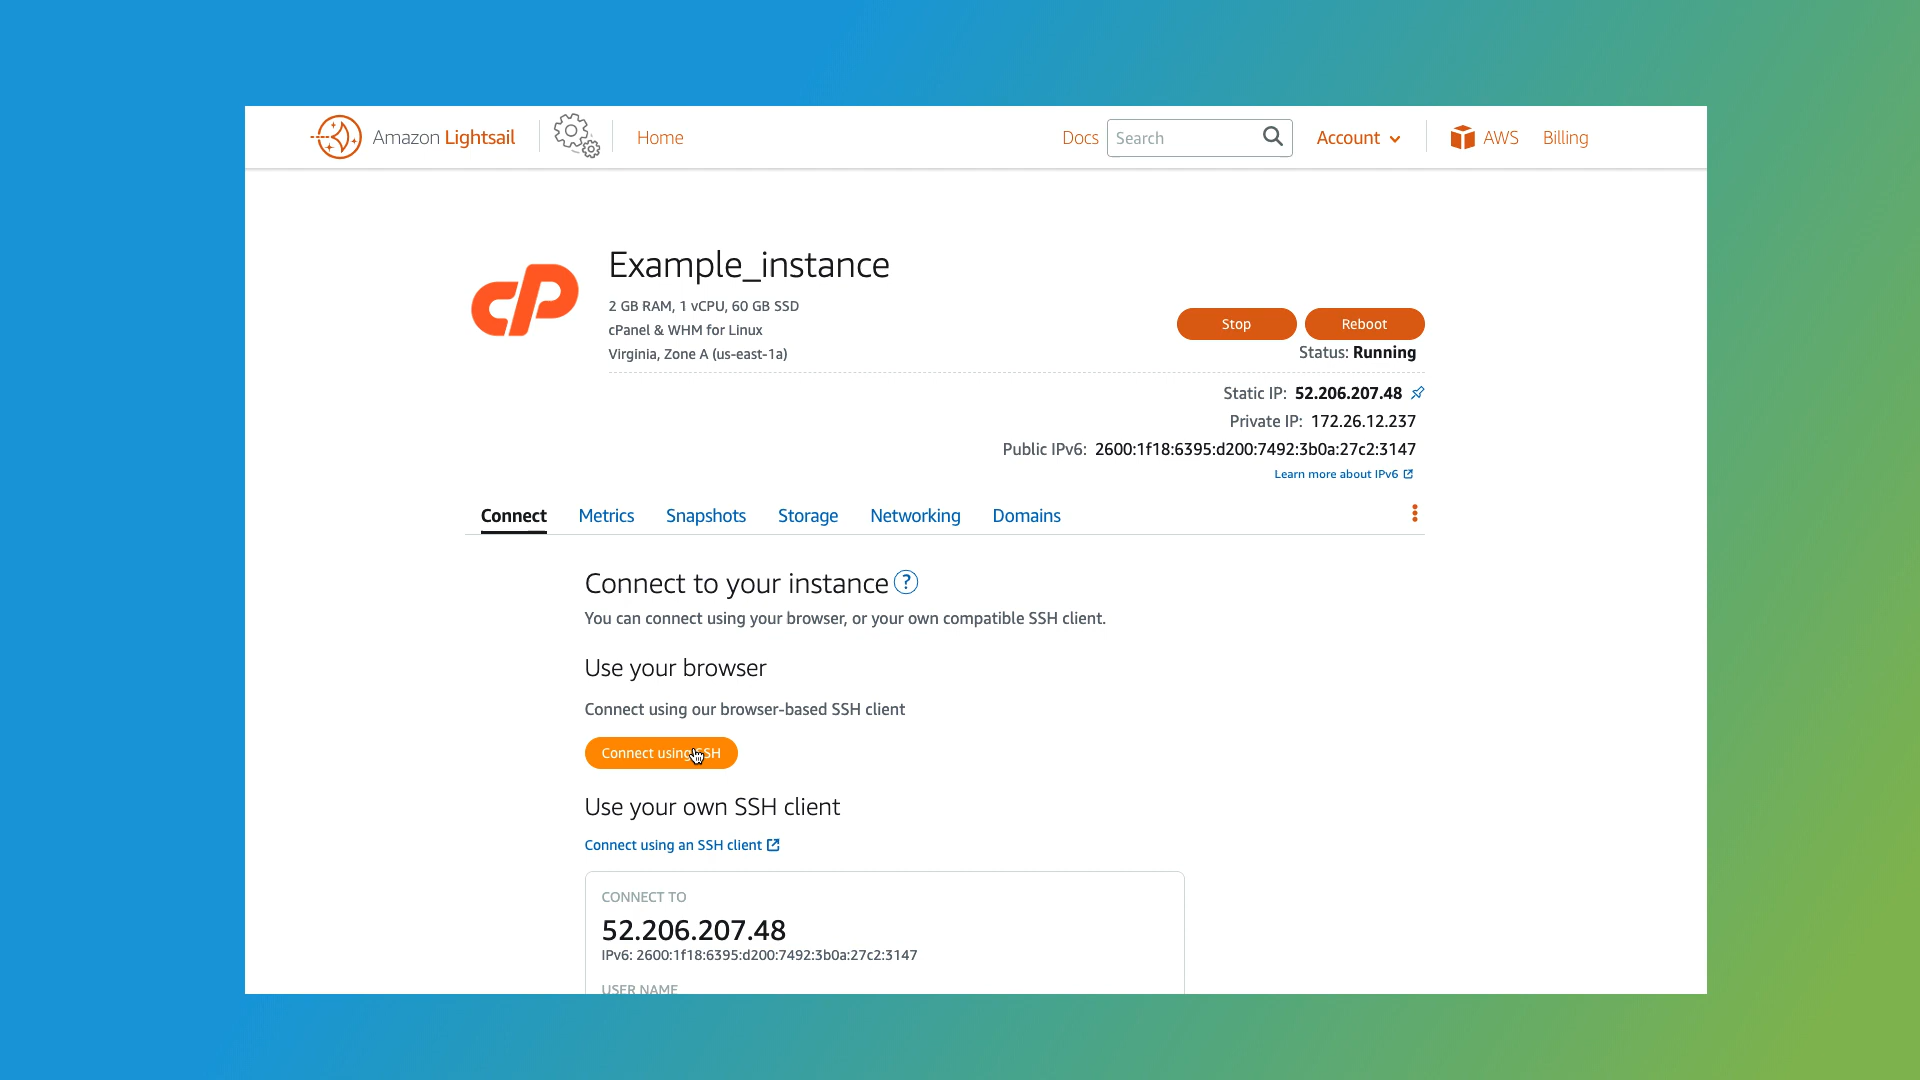 Amazon Lightsail
Home
Docs
Search
Account
AWS
Billing
cP
Example_instance
2 GB RAM, 1 vCPU, 60 GB SSD
cPanel & WHM for Linux
Virginia, Zone A (us-east-1a)
Stop
Reboot
Status: Running
Static IP: 52.206.207.48
Private IP: 172.26.12.237
Public IPv6: 2600:1f18:6395:d200:7492:3b0a:27c2:3147
Learn more about IPv6
Connect
Metrics
Snapshots
Storage
Networking
Domains
Connect to your instance ?
You can connect using your browser, or your own compatible SSH client.
Use your browser
Connect using our browser-based SSH client
Connect using SSH
Use your own SSH client
Connect using an SSH client
CONNECT TO
52.206.207.48
IPv6: 2600:1f18:6395:d200:7492:3b0a:27c2:3147
USER NAME